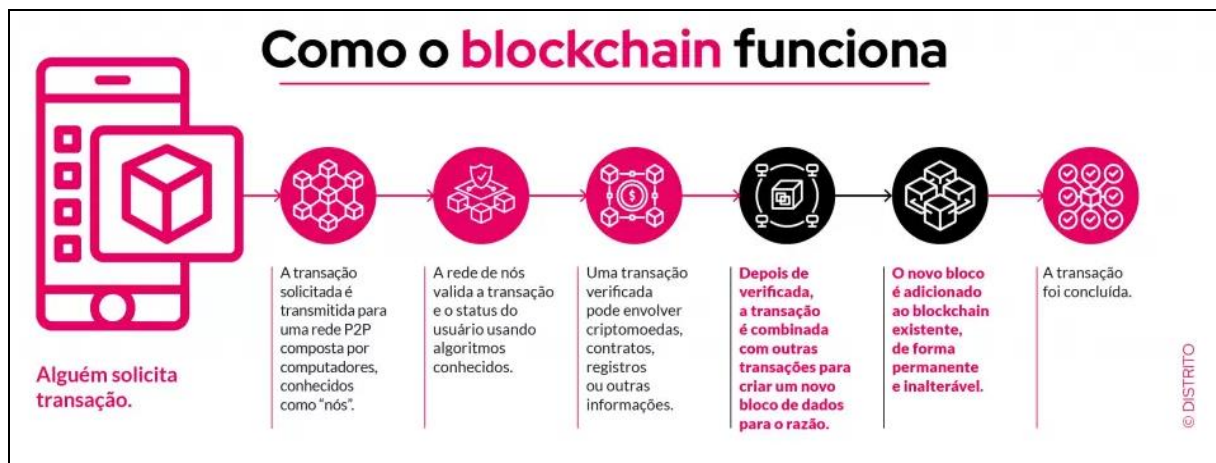 Como o blockchain funciona
Alguém solicita
transação.
A transação
solicitada é
transmitida para
uma rede P2P
composta por
computadores,
conhecidos
como “nós”.
A rede de nós
valida a transação
e o status do
usuário usando
algoritmos
conhecidos.
Uma transação
verificada
pode envolver
criptomoedas,
contratos,
registros
ou outras
informações.
Depois de
verificada,
a transação
é combinada
com outras
transações para
criar um novo
bloco de dados
para o razão.
O novo bloco
é adicionado
ao blockchain
existente,
de forma
permanente
e inalterável.
A transação
foi concluída.
© DISTRITO